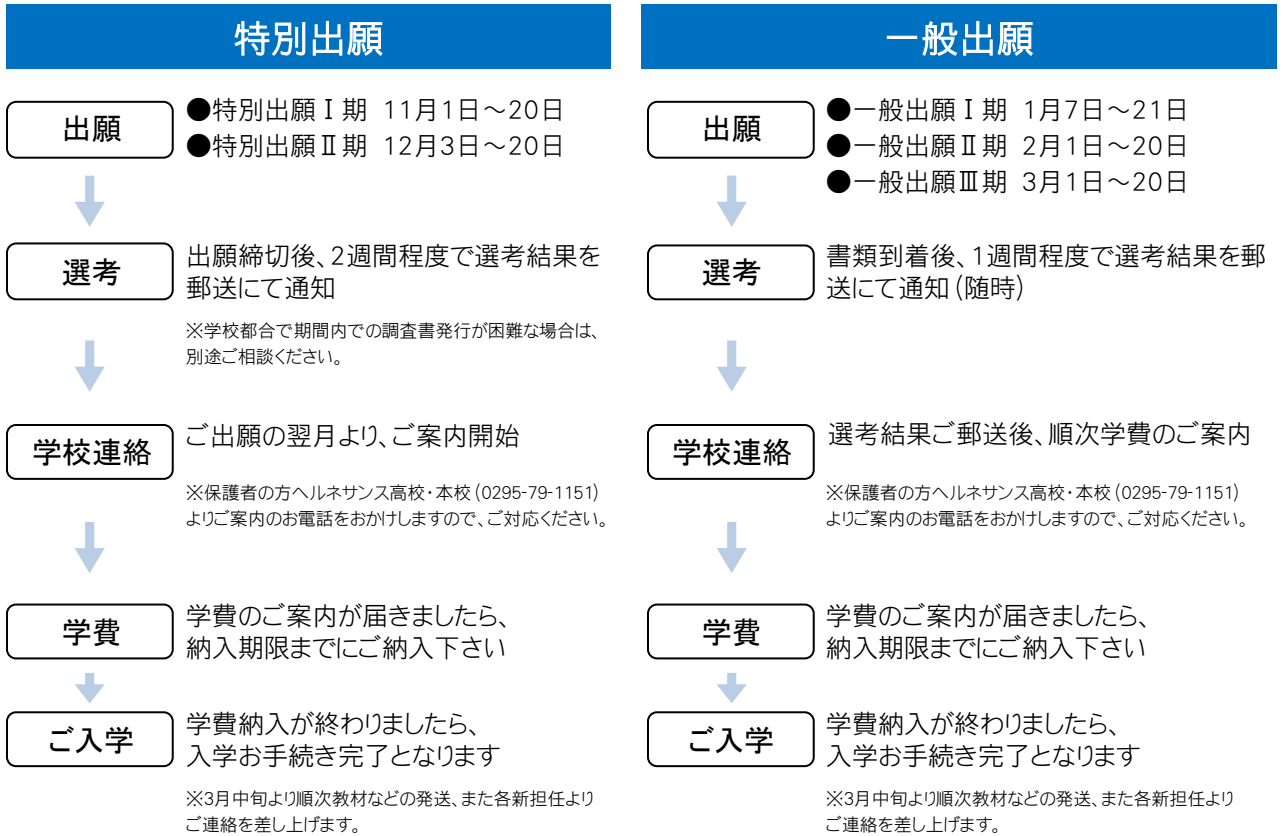 特別出願
出願
●特別出願Ⅰ期 11月1日～20日
●特別出願Ⅱ期 12月3日～20日
選考
出願締切後、2週間程度で選考結果を
郵送にて通知
※学校都合で期間内での調査書発行が困難な場合は、
別途ご相談ください。
学校連絡
ご出願の翌月より、ご案内開始
※保護者の方へルネサンス高校・本校(0295-79-1151)
よりご案内のお電話をおかけしますので、ご対応ください。
学費
学費のご案内が届きましたら、
納入期限までにご納入下さい
ご入学
学費納入が終わりましたら、
入学お手続き完了となります
※3月中旬より順次教材などの発送、また各新担任より
ご連絡を差し上げます。
一般出願
出願
●一般出願Ⅰ期 1月7日～21日
●一般出願Ⅱ期 2月1日～20日
●一般出願Ⅲ期 3月1日～20日
選考
書類到着後、1週間程度で選考結果を郵
送にて通知(随時)
学校連絡
選考結果ご郵送後、順次学費のご案内
※保護者の方へルネサンス高校・本校(0295-79-1151)
よりご案内のお電話をおかけしますので、ご対応ください。
学費
学費のご案内が届きましたら、
納入期限までにご納入下さい
ご入学
学費納入が終わりましたら、
入学お手続き完了となります
※3月中旬より順次教材などの発送、また各新担任より
ご連絡を差し上げます。